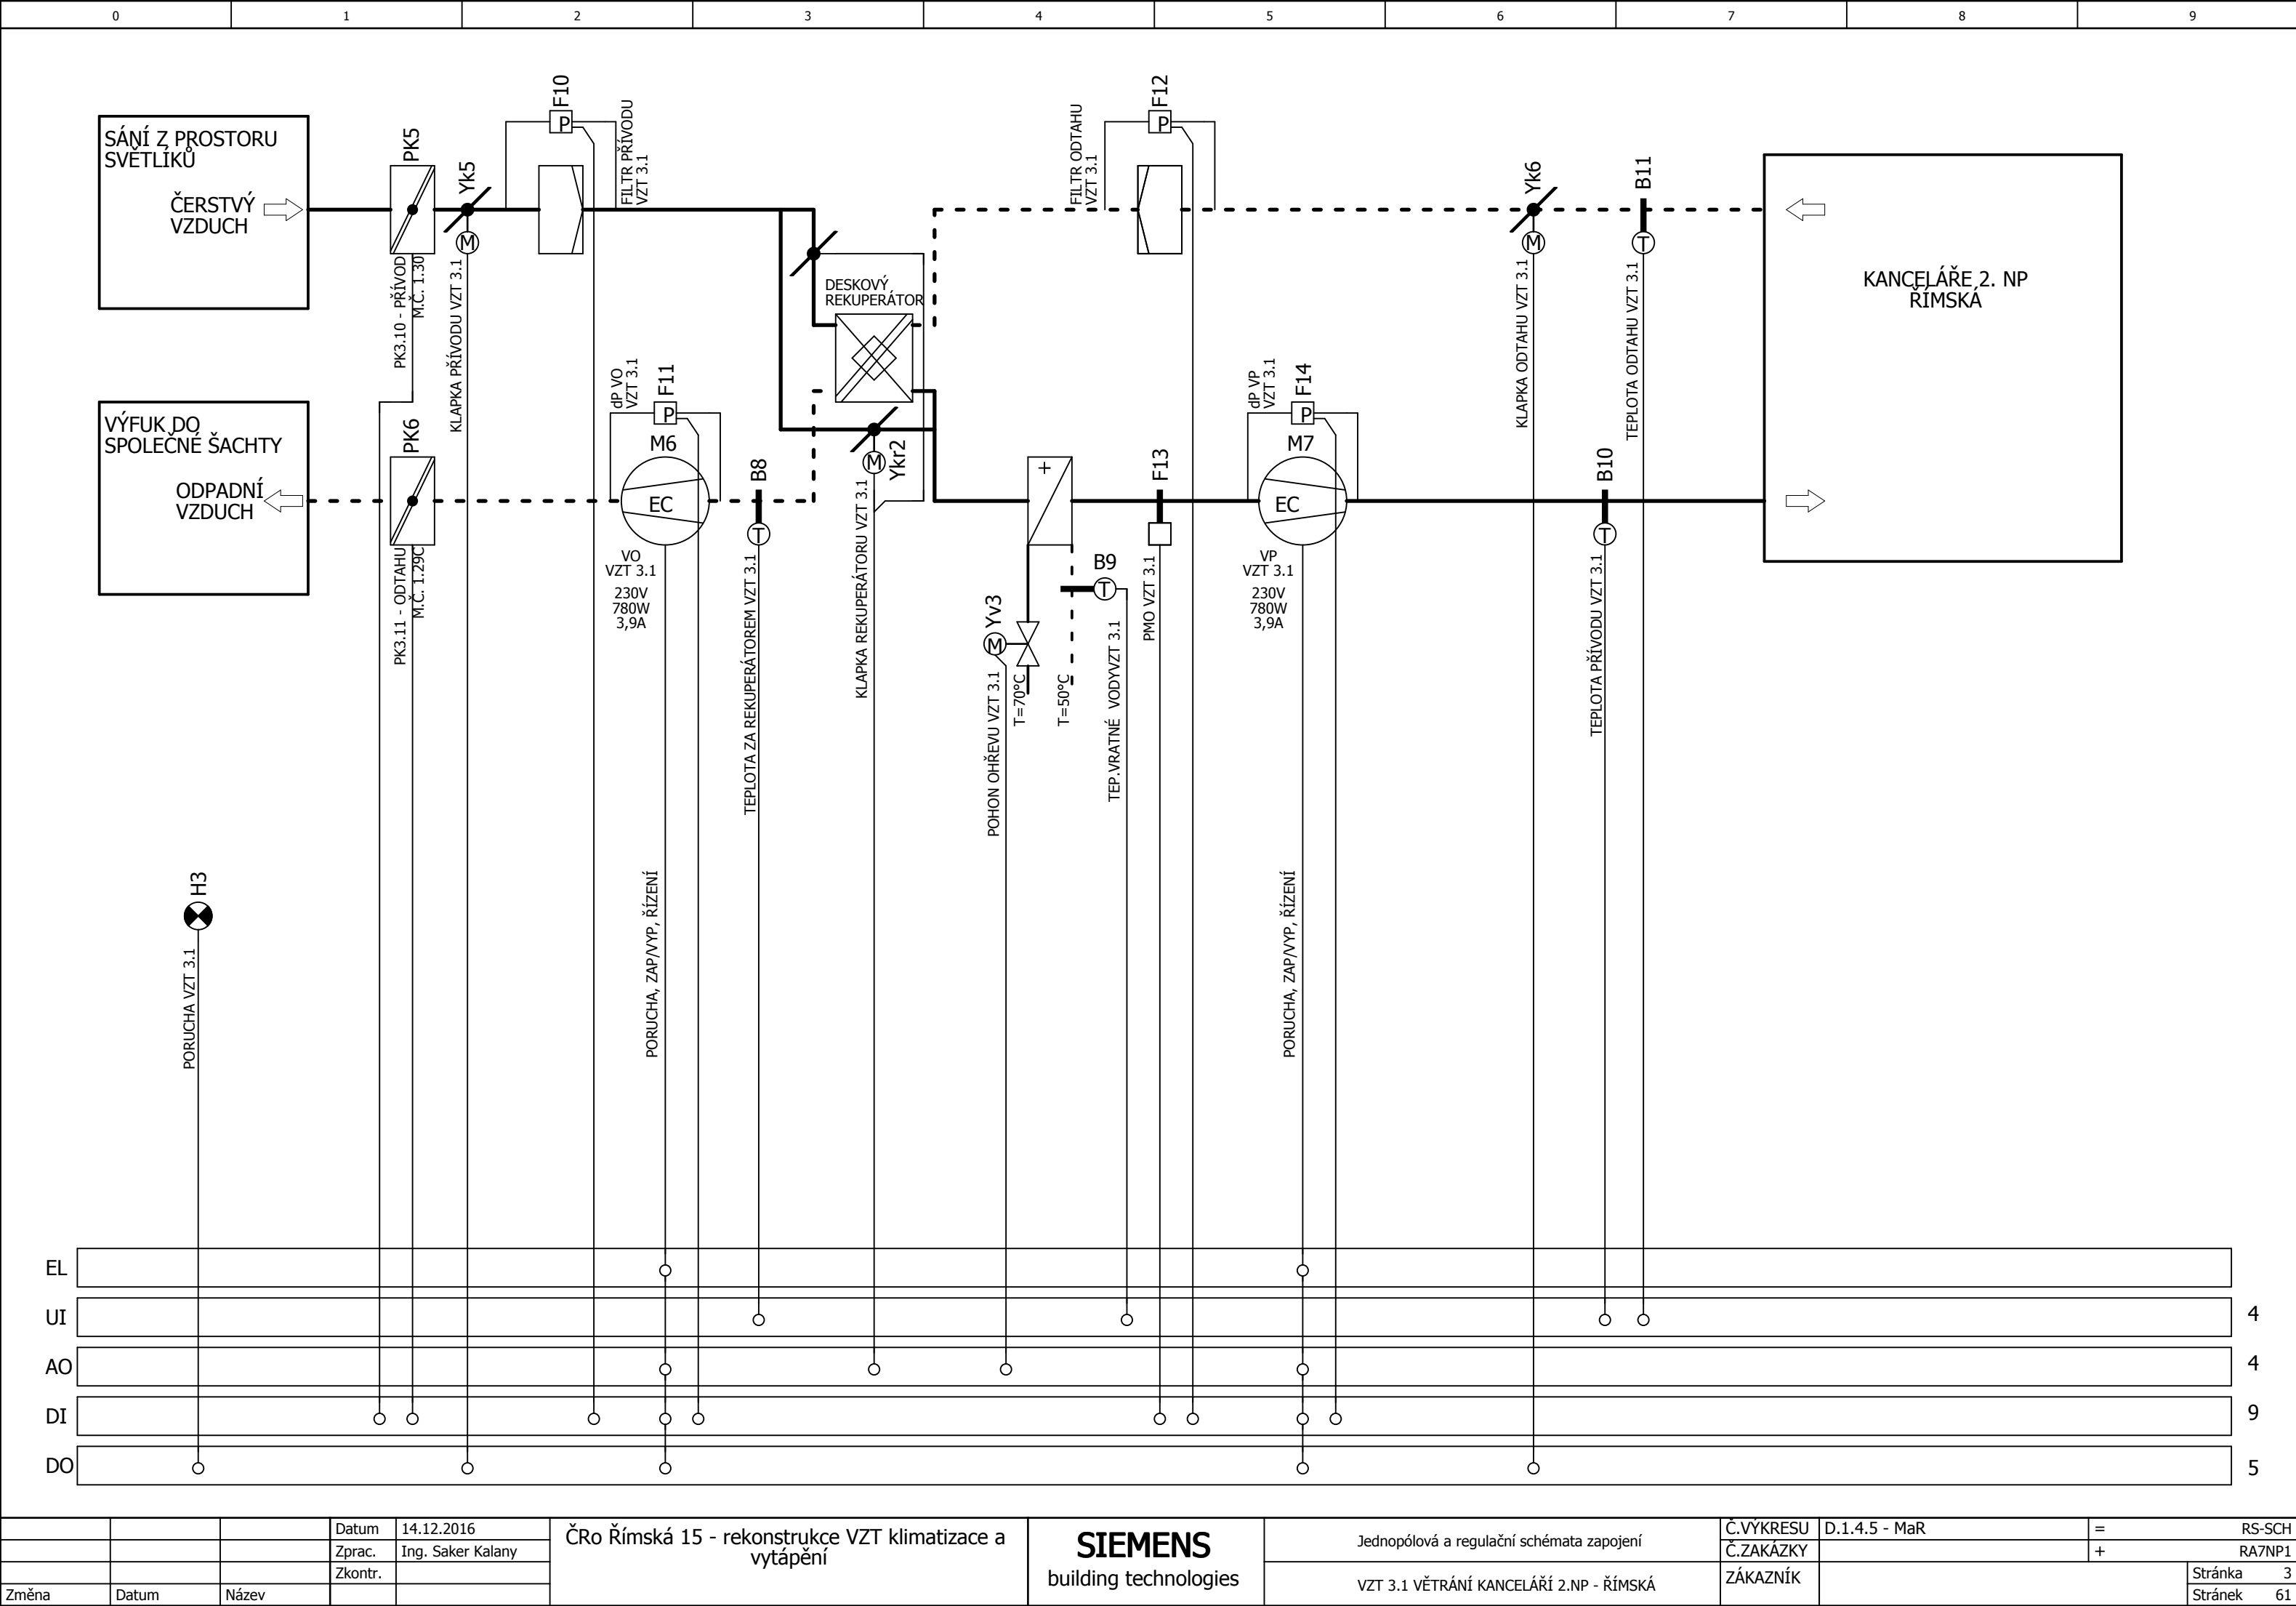 0 1 2 3 4 5 6 7 8 9
SÁNÍ Z PROSTORU
SVĚTLÍKŮ
ČERSTVÝ
VZDUCH
PK5
PK3.10 - PŘÍVOD
M.Č. 1.30
Yk5
M
KLAPKA PŘÍVODU VZT 3.1
F10
P
FILTR PŘÍVODU
VZT 3.1
DESKOVÝ
REKUPERÁTOR
F12
P
FILTR ODTAHU
VZT 3.1
Yk6
M
KLAPKA ODTAHU VZT 3.1
B11
T
TEPLOTA ODTAHU VZT 3.1
KANCELÁŘE 2. NP
ŘÍMSKÁ
VÝFUK DO
SPOLEČNÉ ŠACHTY
ODPADNÍ
VZDUCH
PK6
PK3.11 - ODTAHU
M.Č. 1.29C
dP VO
VZT 3.1
F11
P
M6
EC
VO
VZT 3.1
230V
780W
3,9A
B8
T
TEPLOTA ZA REKUPERÁTOREM VZT 3.1
M
Ykr2
KLAPKA REKUPERÁTORU VZT 3.1
+
Yv3
M
POHON OHŘEVU VZT 3.1
T=70°C
T=50°C
B9
T
TEP.VRATNÉ VODYVZT 3.1
F13
PMO VZT 3.1
dP VP
VZT 3.1
F14
P
M7
EC
VP
VZT 3.1
230V
780W
3,9A
B10
T
TEPLOTA PŘÍVODU VZT 3.1
H3
PORUCHA VZT 3.1
PORUCHA, ZAP/VYP, ŘÍZENÍ
PORUCHA, ZAP/VYP, ŘÍZENÍ
EL
UI 4
AO 4
DI 9
DO 5
Datum 14.12.2016
Zprac. Ing. Saker Kalany
Zkontr.
Změna Datum Název
ČRo Římská 15 - rekonstrukce VZT klimatizace a
vytápění
SIEMENS
building technologies
Jednopólová a regulační schémata zapojení
VZT 3.1 VĚTRÁNÍ KANCELÁŘÍ 2.NP - ŘÍMSKÁ
Č.VÝKRESU D.1.4.5 - MaR = RS-SCH
Č.ZAKÁZKY + RA7NP1
ZÁKAZNÍK
Stránka 3
Stránek 61